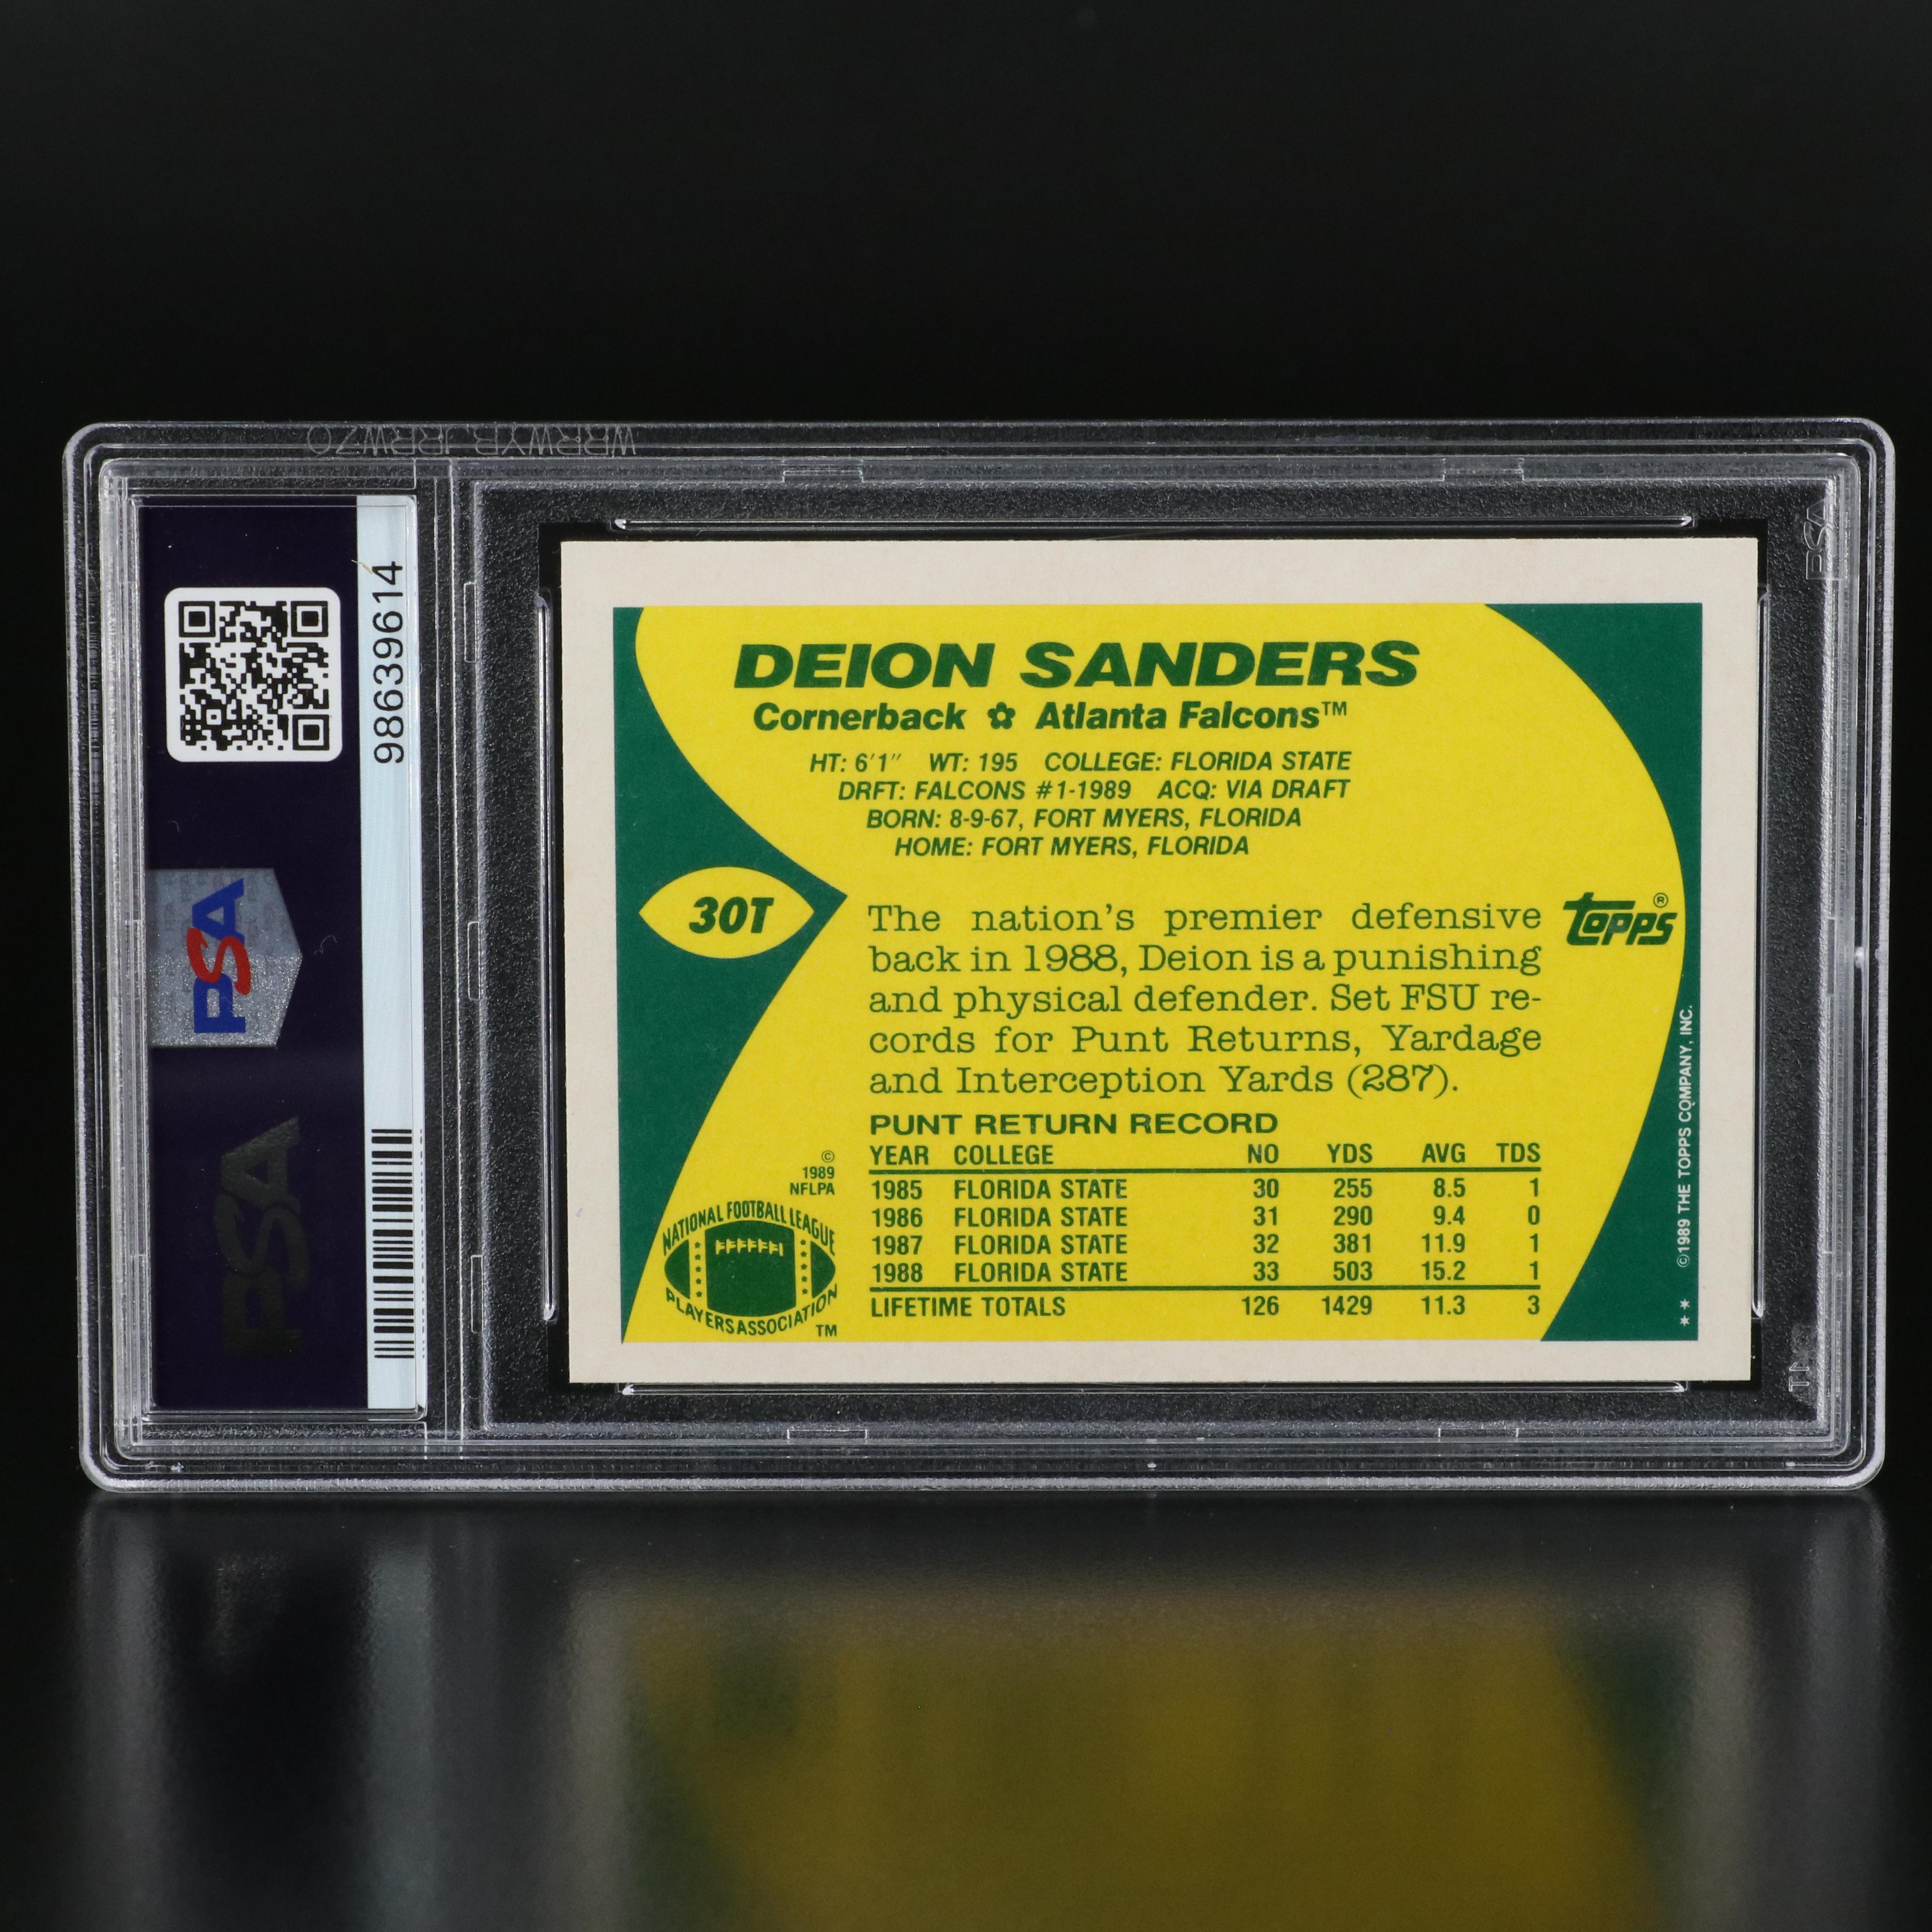 WRRWYRJRRWZO
PSA
98639614
PSA
PSA
DEION SANDERS
Cornerback ✿ Atlanta Falcons™
HT: 6'1" WT: 195 COLLEGE: FLORIDA STATE
DRFT: FALCONS #1-1989 ACQ: VIA DRAFT
BORN: 8-9-67, FORT MYERS, FLORIDA
HOME: FORT MYERS, FLORIDA
30T
topps®
The nation's premier defensive
back in 1988, Deion is a punishing
and physical defender. Set FSU re-
cords for Punt Returns, Yardage
and Interception Yards (287).
PUNT RETURN RECORD
YEAR COLLEGE NO YDS AVG TDS
1985 FLORIDA STATE 30 255 8.5 1
1986 FLORIDA STATE 31 290 9.4 0
1987 FLORIDA STATE 32 381 11.9 1
1988 FLORIDA STATE 33 503 15.2 1
LIFETIME TOTALS 126 1429 11.3 3
©
1989
NFLPA
NATIONAL FOOTBALL LEAGUE
PLAYERS ASSOCIATION
TM
©1989 THE TOPPS COMPANY, INC.
**